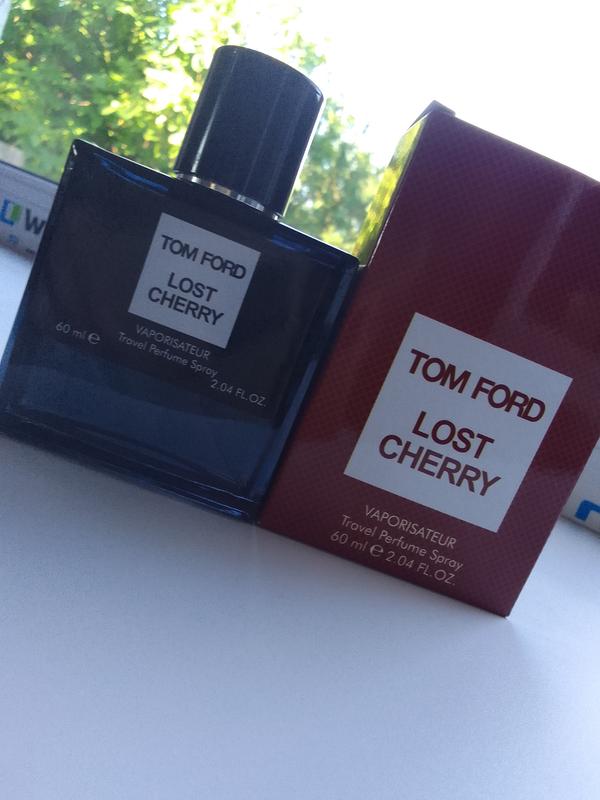 TOM FORD
LOST
CHERRY
VAPORISATEUR
60 ml e Travel Perfume Spray
2.04 FL.OZ.
TOM FORD
LOST
CHERRY
VAPORISATEUR
Travel Perfume Spray
60 ml e 2.04 FL.OZ.
W